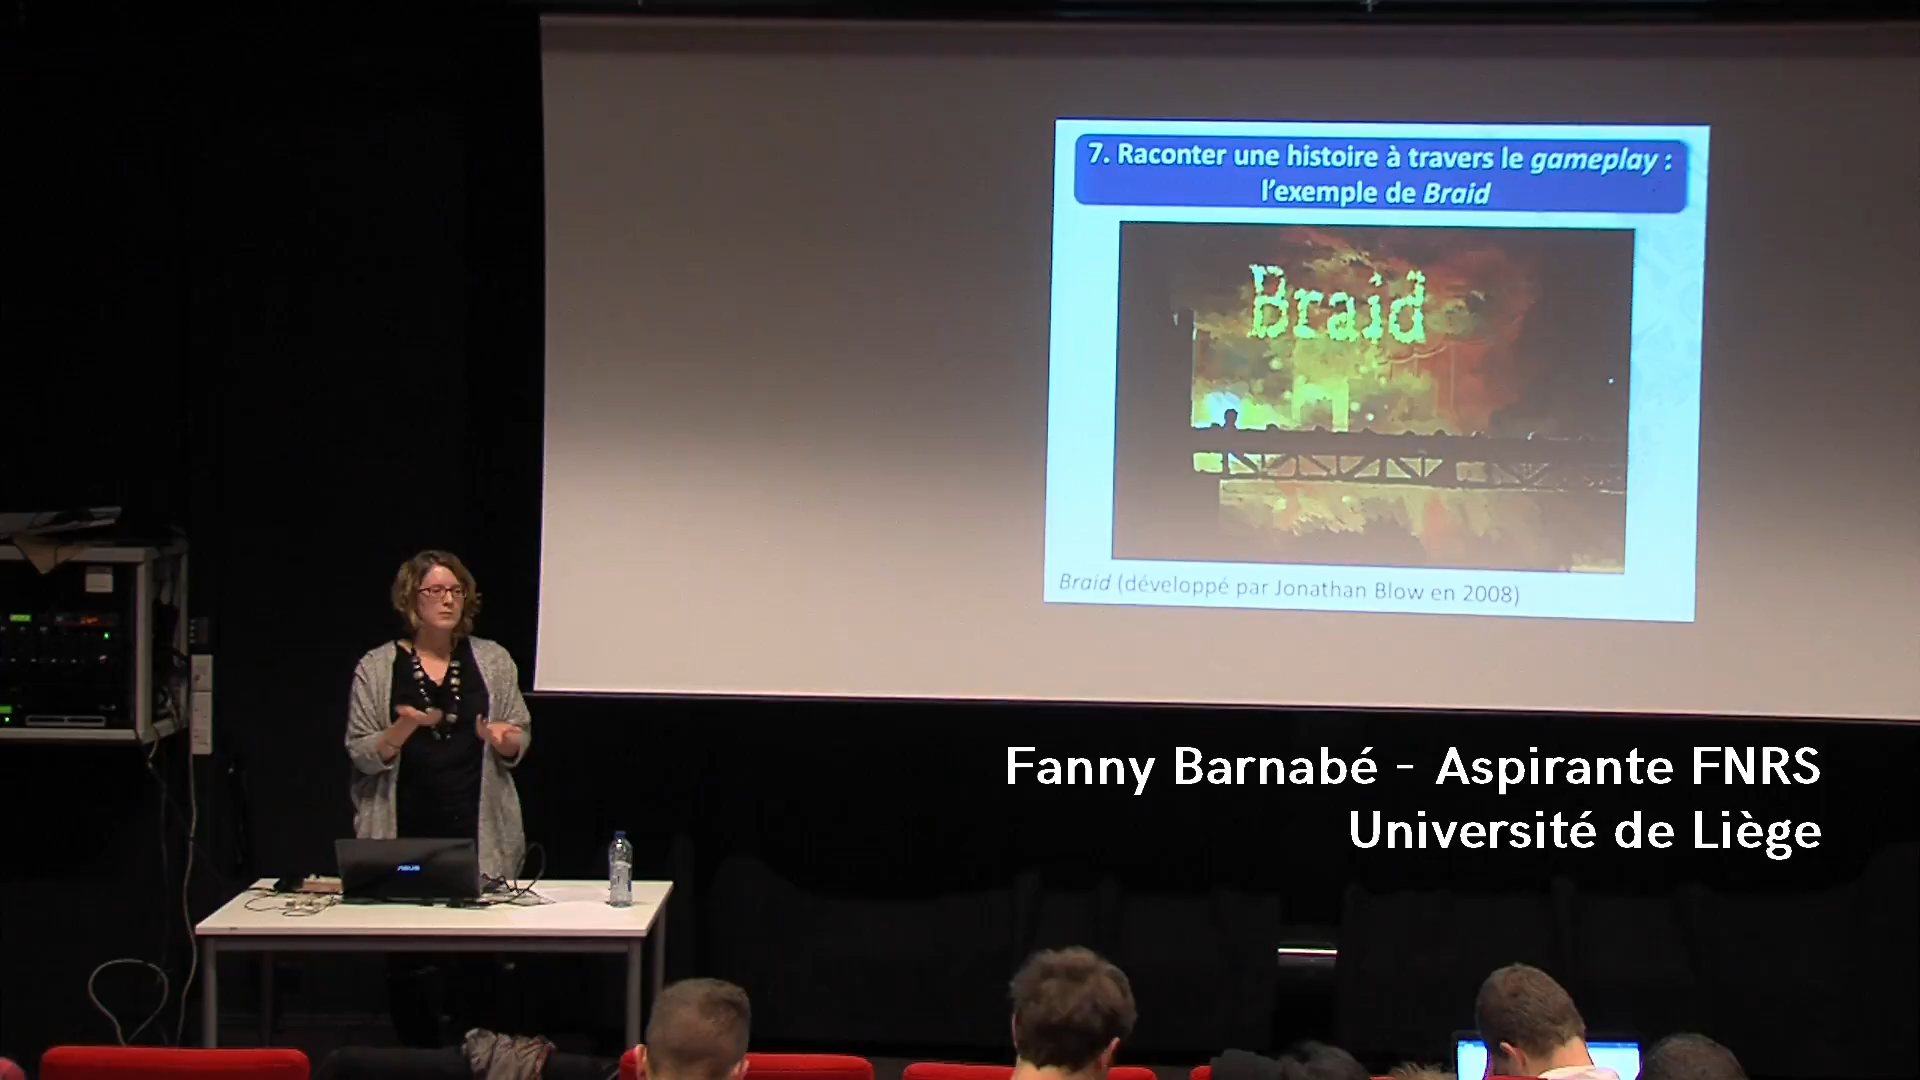 7. Raconter une histoire à travers le gameplay :
l'exemple de Braid
Braid
Braid (développé par Jonathan Blow en 2008)
Fanny Barnabé - Aspirante FNRS
Université de Liège
ASUS